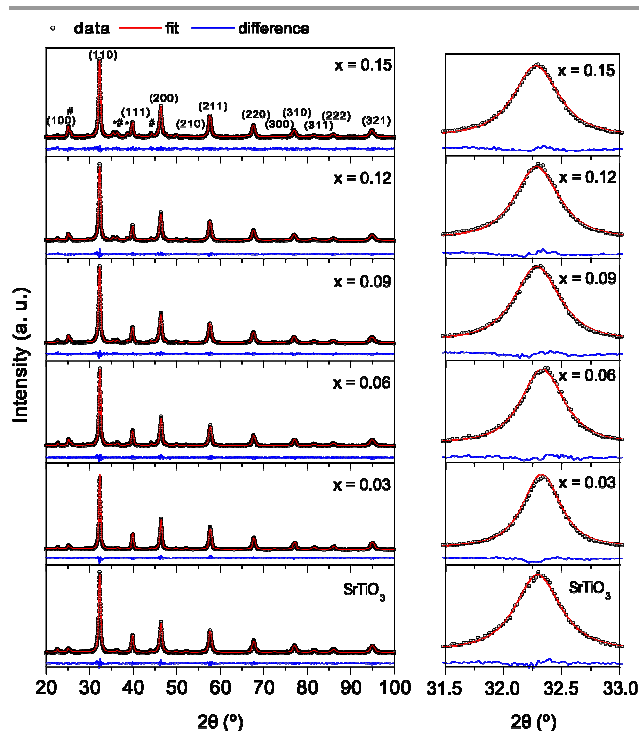 data fit difference
(110)
x = 0.15
#
(100)
*#*
(111)
#
(200)
(210)
(211)
(220)
(300)
(310)
(311)
(222)
(321)
x = 0.12
x = 0.09
x = 0.06
x = 0.03
SrTiO3
20 30 40 50 60 70 80 90 100
2θ (º)
Intensity (a. u.)
x = 0.15
x = 0.12
x = 0.09
x = 0.06
x = 0.03
SrTiO3
31.5 32.0 32.5 33.0
2θ (º)